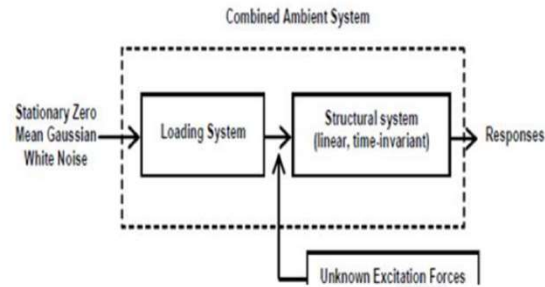 Combined Ambient System
Stationary Zero
Mean Gaussian
White Noise
Loading System
Structural system
(linear, time-invariant)
Responses
Unknown Excitation Forces